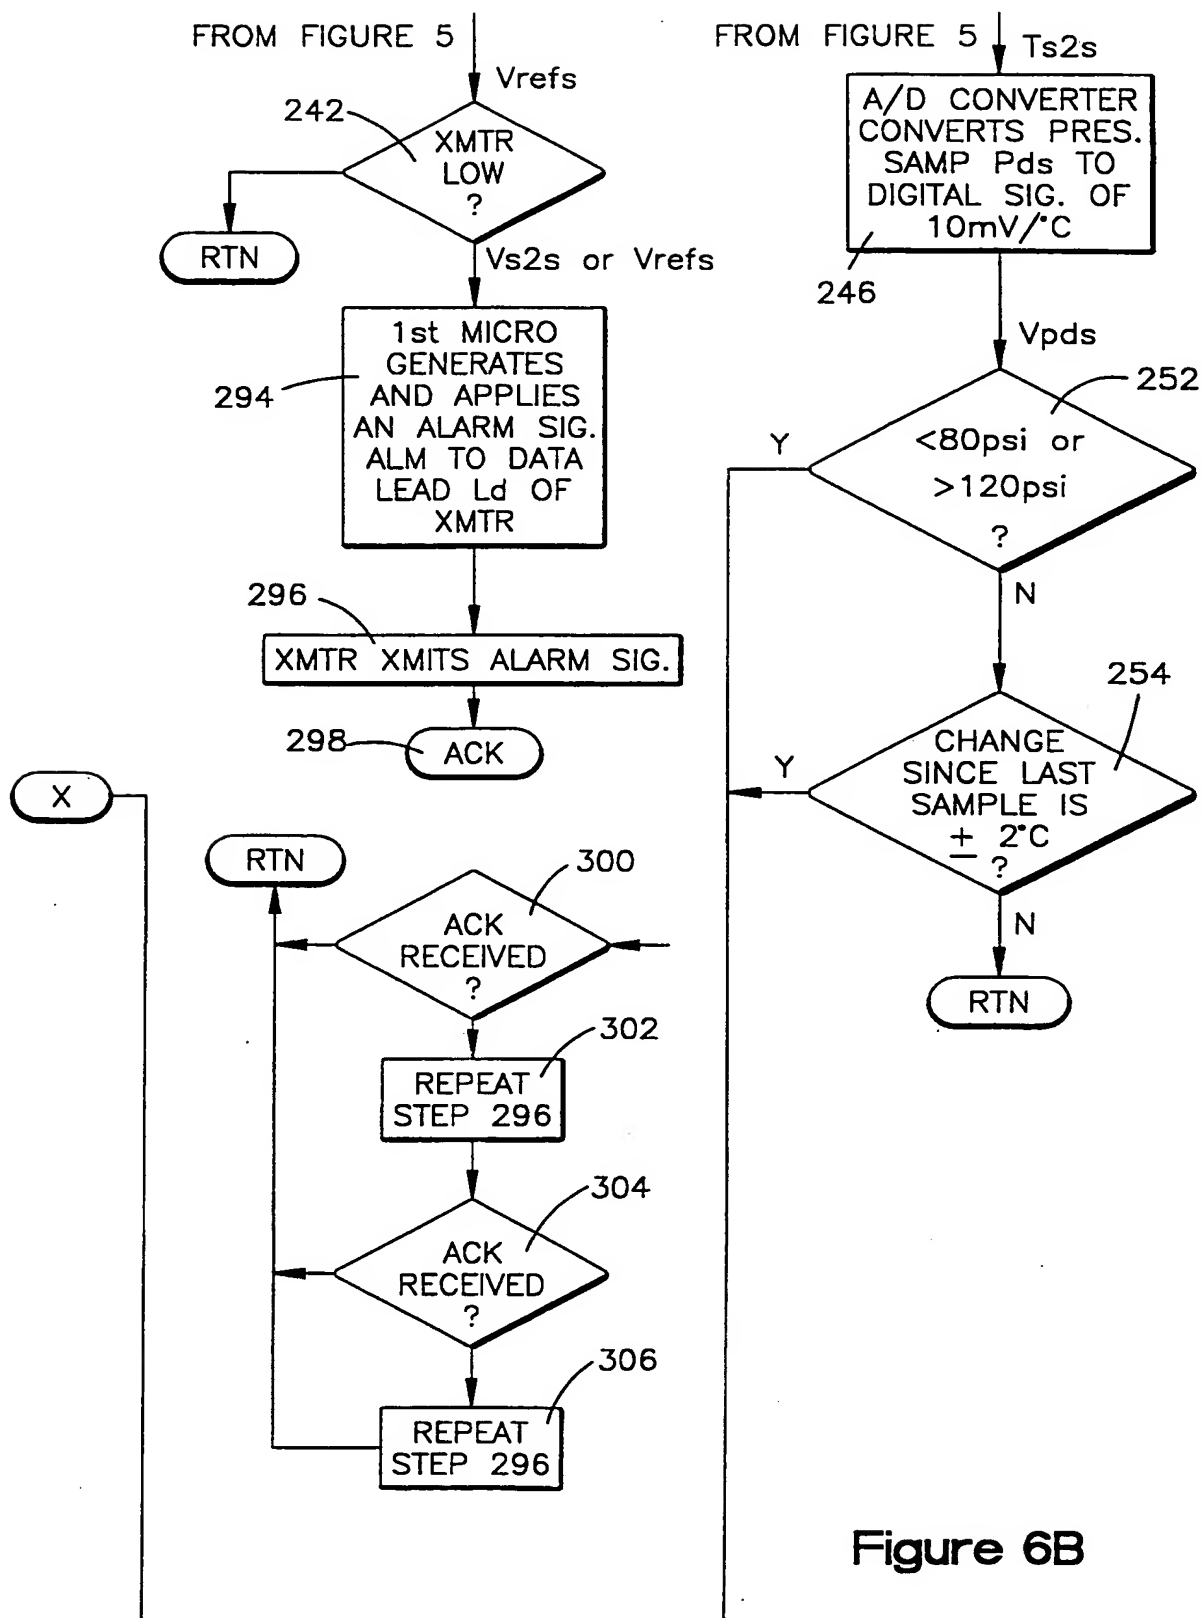 FROM FIGURE 5
Vrefs
242
XMTR
LOW
?
RTN
Vs2s or Vrefs
1st MICRO
GENERATES
AND APPLIES
AN ALARM SIG.
ALM TO DATA
LEAD Ld OF
XMTR
294
296
XMTR XMITS ALARM SIG.
298
ACK
X
RTN
300
ACK
RECEIVED
?
302
REPEAT
STEP 296
304
ACK
RECEIVED
?
306
REPEAT
STEP 296
FROM FIGURE 5
Ts2s
A/D CONVERTER
CONVERTS PRES.
SAMP Pds TO
DIGITAL SIG. OF
10mV/°C
246
Vpds
252
<80psi or
>120psi
?
Y
N
254
CHANGE
SINCE LAST
SAMPLE IS
± 2°C
?
Y
N
RTN
Figure 6B